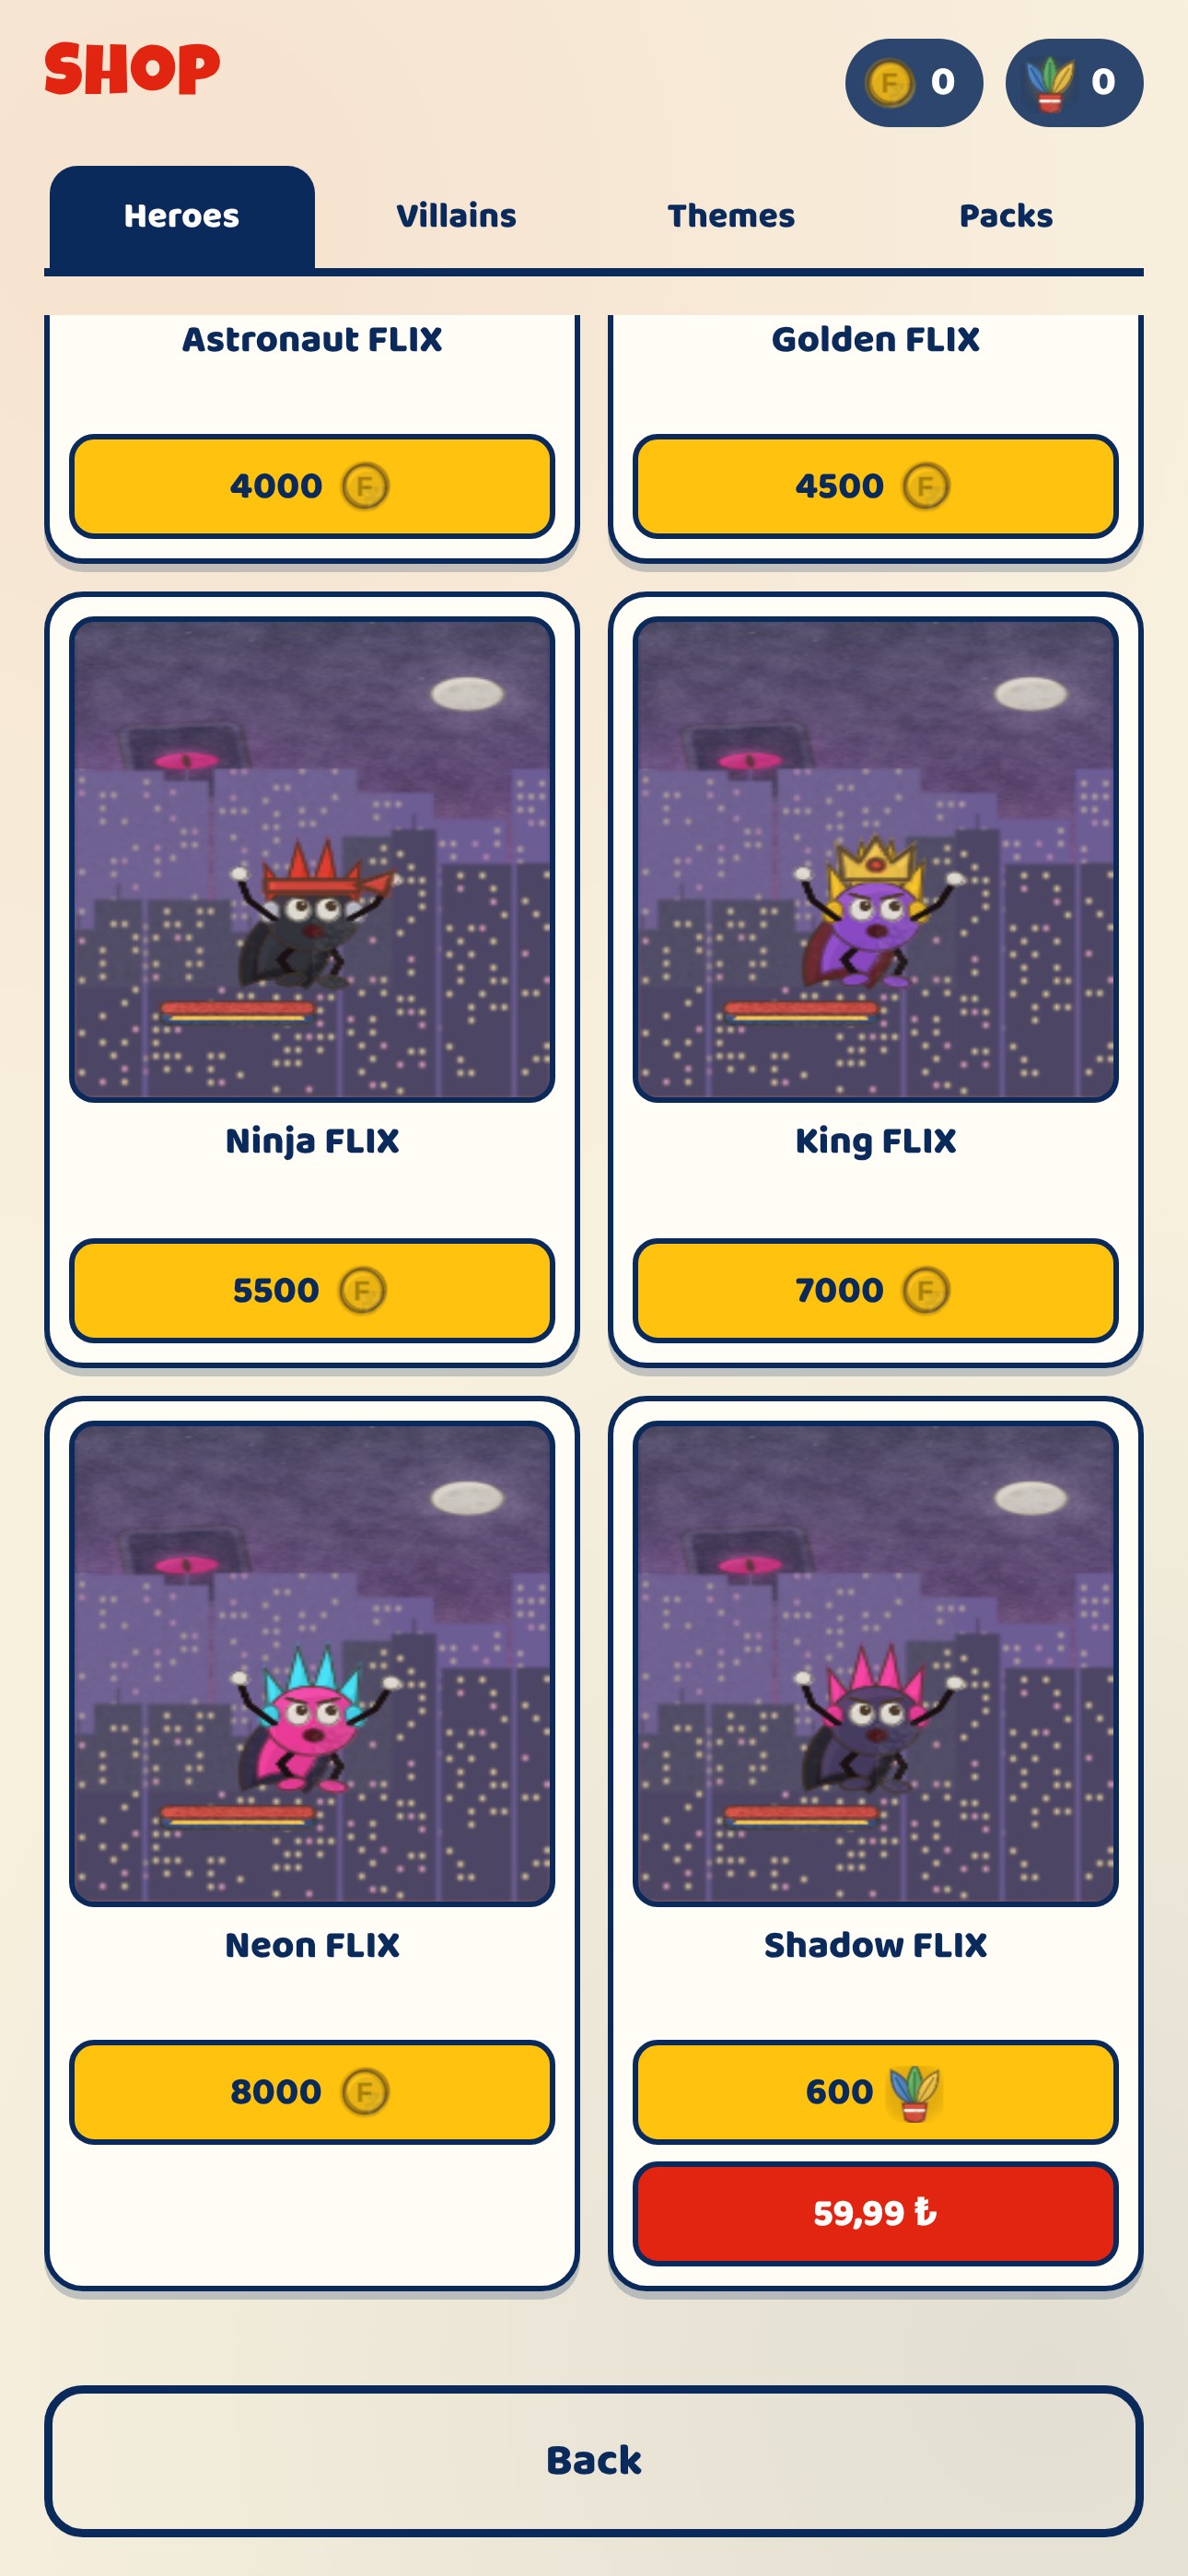 SHOP
0 0
Heroes Villains Themes Packs
Astronaut FLIX
Golden FLIX
4000 F
4500 F
Ninja FLIX
King FLIX
5500 F
7000 F
Neon FLIX
Shadow FLIX
8000 F
600
59,99 ₺
Back